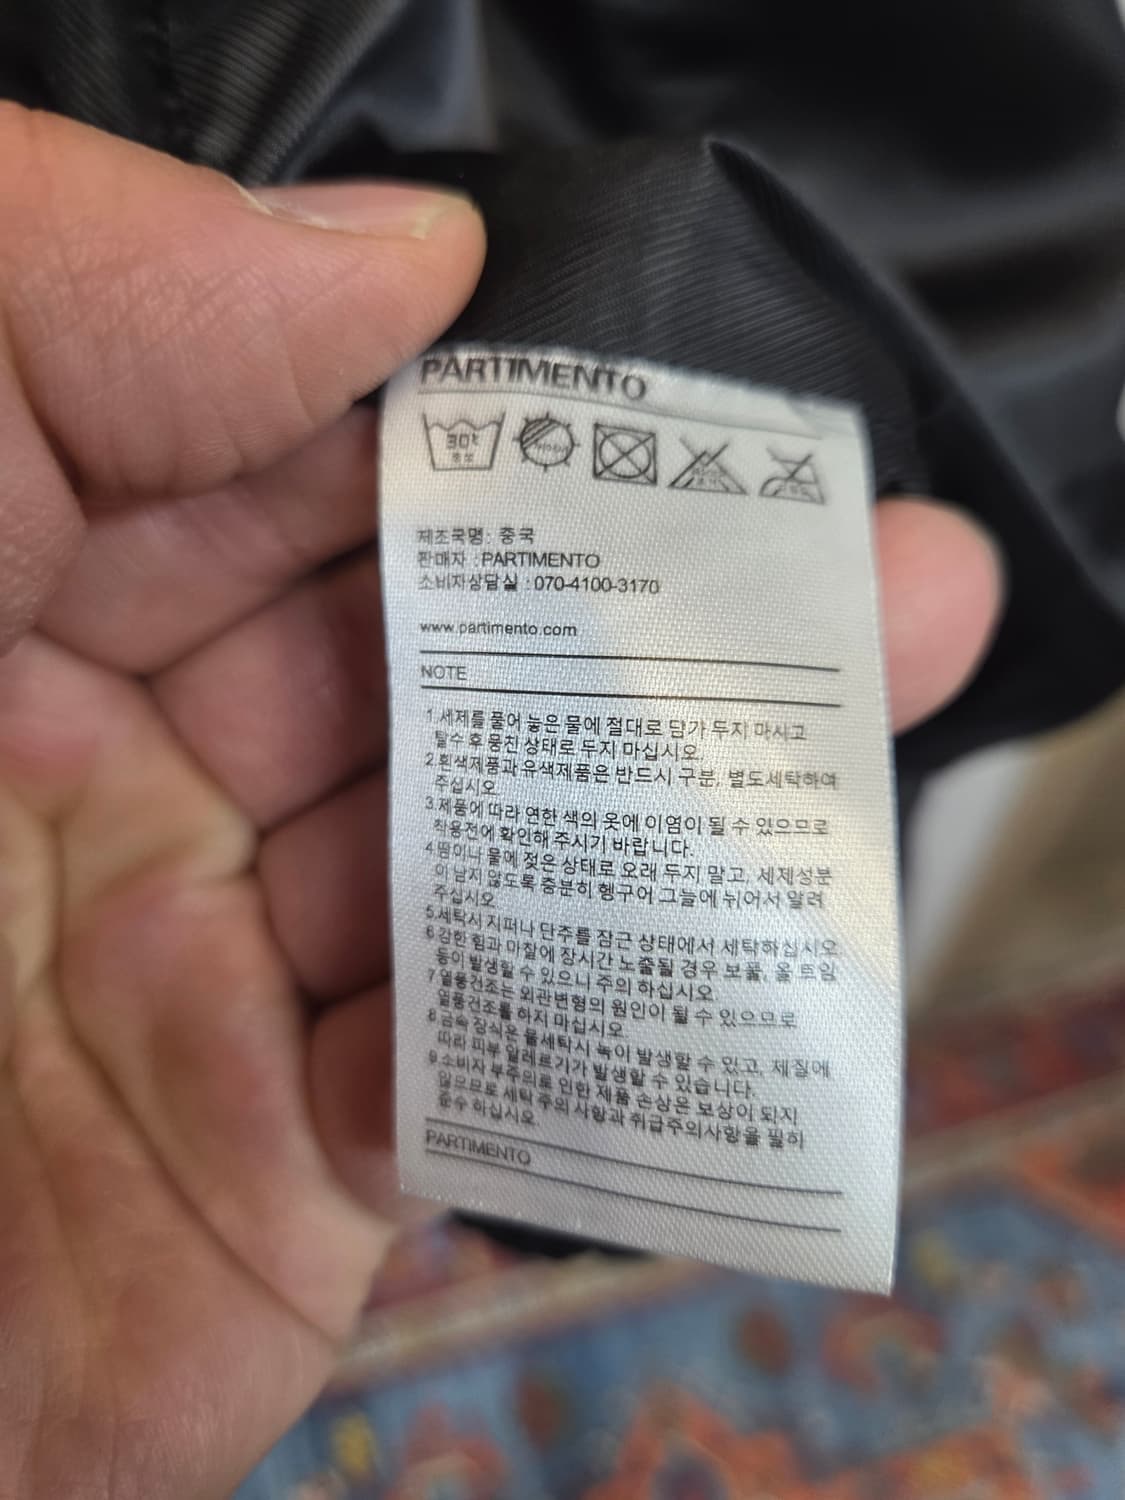 PARTIMENTO
30℃
중성
제조국명: 중국
판매자 : PARTIMENTO
소비자상담실 : 070-4100-3170
www.partimento.com
NOTE
1.세제를 풀어 놓은 물에 절대로 담가 두지 마시고
탈수 후 뭉친 상태로 두지 마십시오.
2.흰색제품과 유색제품은 반드시 구분, 별도세탁하여
주십시오.
3.제품에 따라 연한 색의 옷에 이염이 될 수 있으므로
착용전에 확인해 주시기 바랍니다.
4.땀이나 물에 젖은 상태로 오래 두지 말고, 세제성분
이 남지 않도록 충분히 헹구어 그늘에 뉘어서 말려
주십시오.
5.세탁시 지퍼나 단추를 잠근 상태에서 세탁하십시오
6.강한 힘과 마찰에 장시간 노출될 경우 보풀, 올 트임
등이 발생할 수 있으니 주의 하십시오.
7.열풍건조는 외관변형의 원인이 될 수 있으므로
열풍건조를 하지 마십시오.
8.금속 장식은 물세탁시 녹이 발생할 수 있고, 재질에
따라 피부 알레르기가 발생할 수 있습니다.
9.소비자 부주의로 인한 제품 손상은 보상이 되지
않으므로 세탁 주의 사항과 취급주의사항을 필히
준수 하십시오.
PARTIMENTO